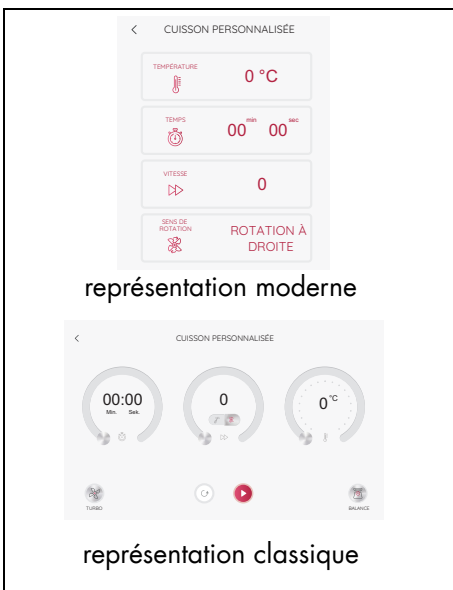 CUISSON PERSONNALISÉE
TEMPÉRATURE
0 °C
TEMPS
00 min 00 sec
VITESSE
0
SENS DE
ROTATION
ROTATION À
DROITE
représentation moderne
CUISSON PERSONNALISÉE
00:00
Min. Sek.
0
0 °C
TURBO
BALANCE
représentation classique